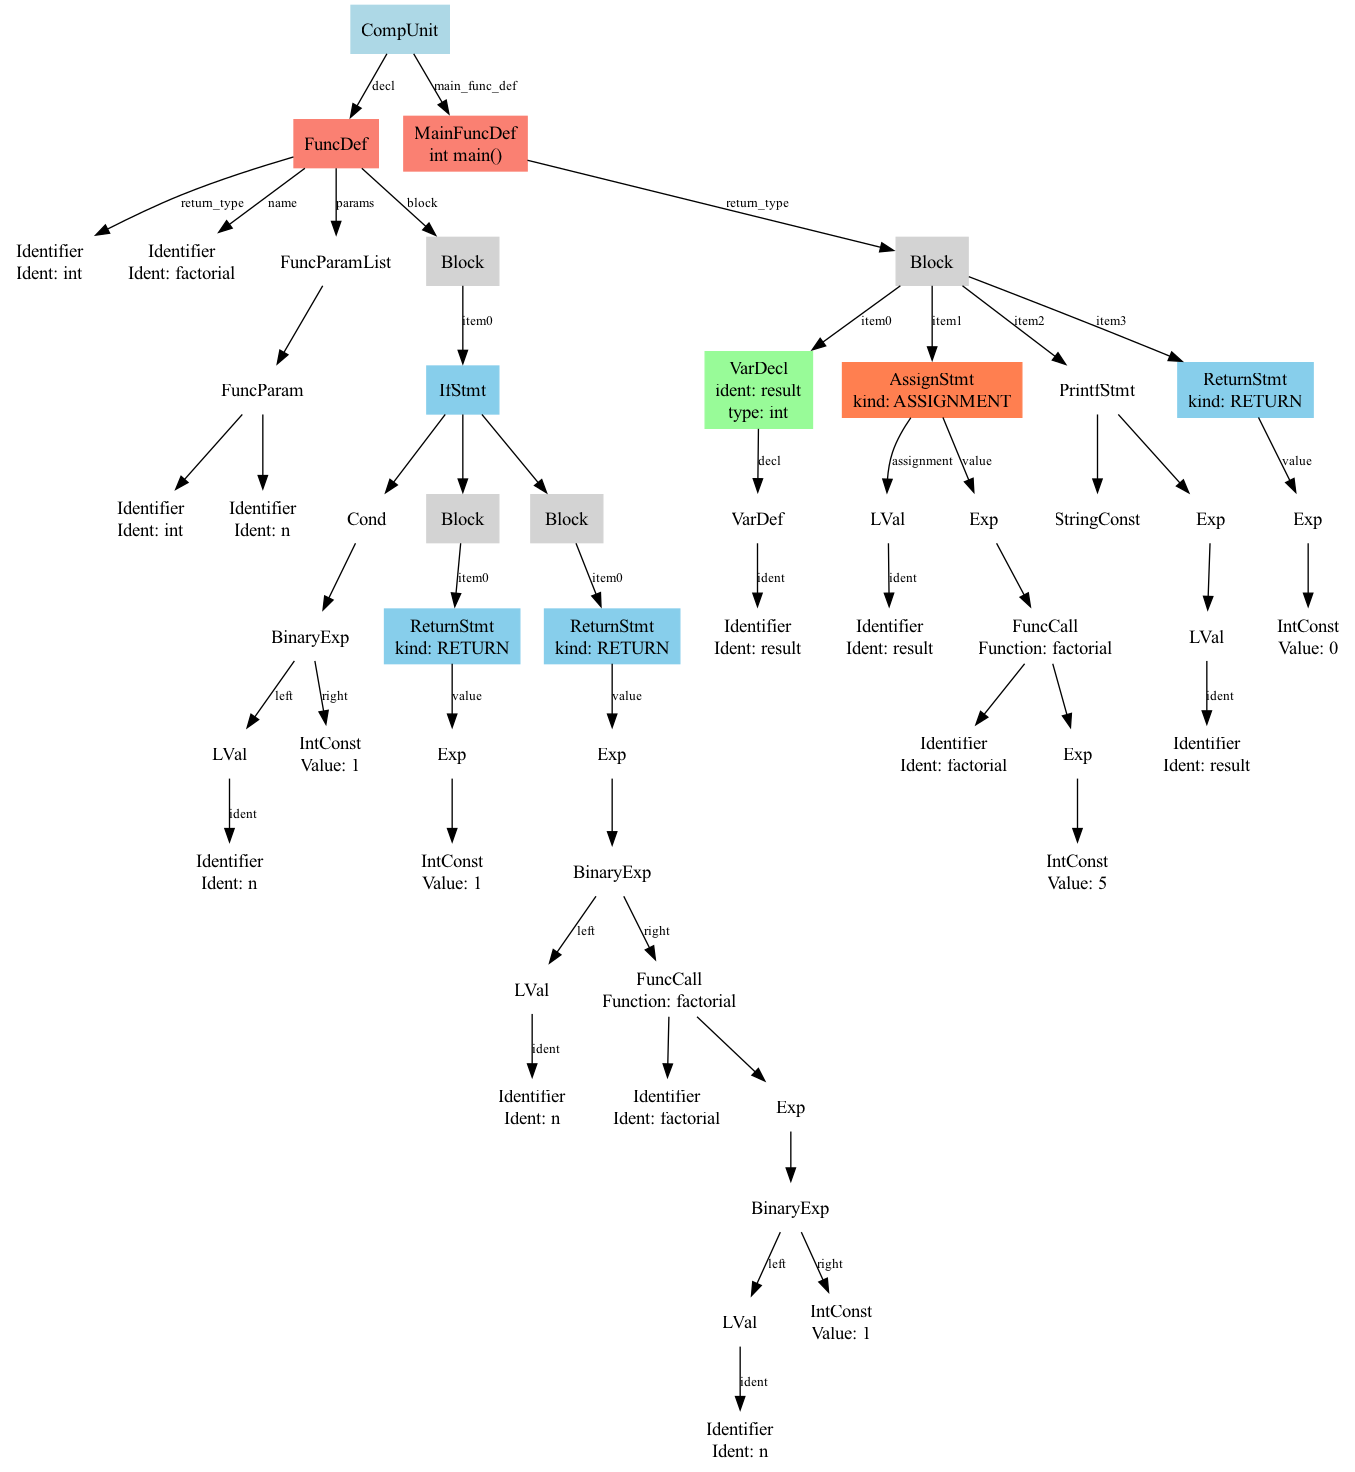 CompUnit
decl
main_func_def
FuncDef
MainFuncDef
int main()
return_type
name
params
block
return_type
Identifier
Ident: int
Identifier
Ident: factorial
FuncParamList
Block
Block
item0
item0
item1
item2
item3
FuncParam
IfStmt
VarDecl
ident: result
type: int
AssignStmt
kind: ASSIGNMENT
PrintfStmt
ReturnStmt
kind: RETURN
decl
assignment
value
value
Identifier
Ident: int
Identifier
Ident: n
Cond
Block
Block
VarDef
LVal
Exp
StringConst
Exp
Exp
item0
item0
ident
ident
BinaryExp
ReturnStmt
kind: RETURN
ReturnStmt
kind: RETURN
Identifier
Ident: result
Identifier
Ident: result
FuncCall
Function: factorial
LVal
IntConst
Value: 0
left
right
value
value
ident
LVal
IntConst
Value: 1
Exp
Exp
Identifier
Ident: factorial
Exp
Identifier
Ident: result
ident
Identifier
Ident: n
IntConst
Value: 1
BinaryExp
IntConst
Value: 5
left
right
LVal
FuncCall
Function: factorial
ident
Identifier
Ident: n
Identifier
Ident: factorial
Exp
BinaryExp
left
right
LVal
IntConst
Value: 1
ident
Identifier
Ident: n